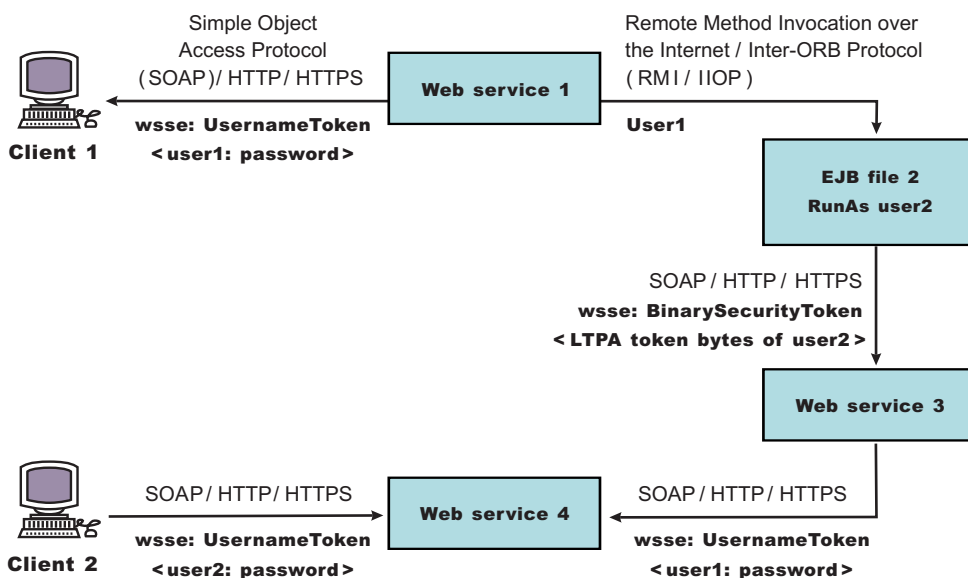 Simple Object
Access Protocol
(SOAP)/ HTTP/ HTTPS
wsse: UsernameToken
<user1: password>
Client 1
Web service 1
Remote Method Invocation over
the Internet / Inter-ORB Protocol
(RMI / IIOP)
User1
EJB file 2
RunAs user2
SOAP / HTTP / HTTPS
wsse: BinarySecurityToken
<LTPA token bytes of user2>
Web service 3
Client 2
SOAP/ HTTP/ HTTPS
wsse: UsernameToken
<user2: password>
Web service 4
SOAP / HTTP / HTTPS
wsse: UsernameToken
<user1: password>